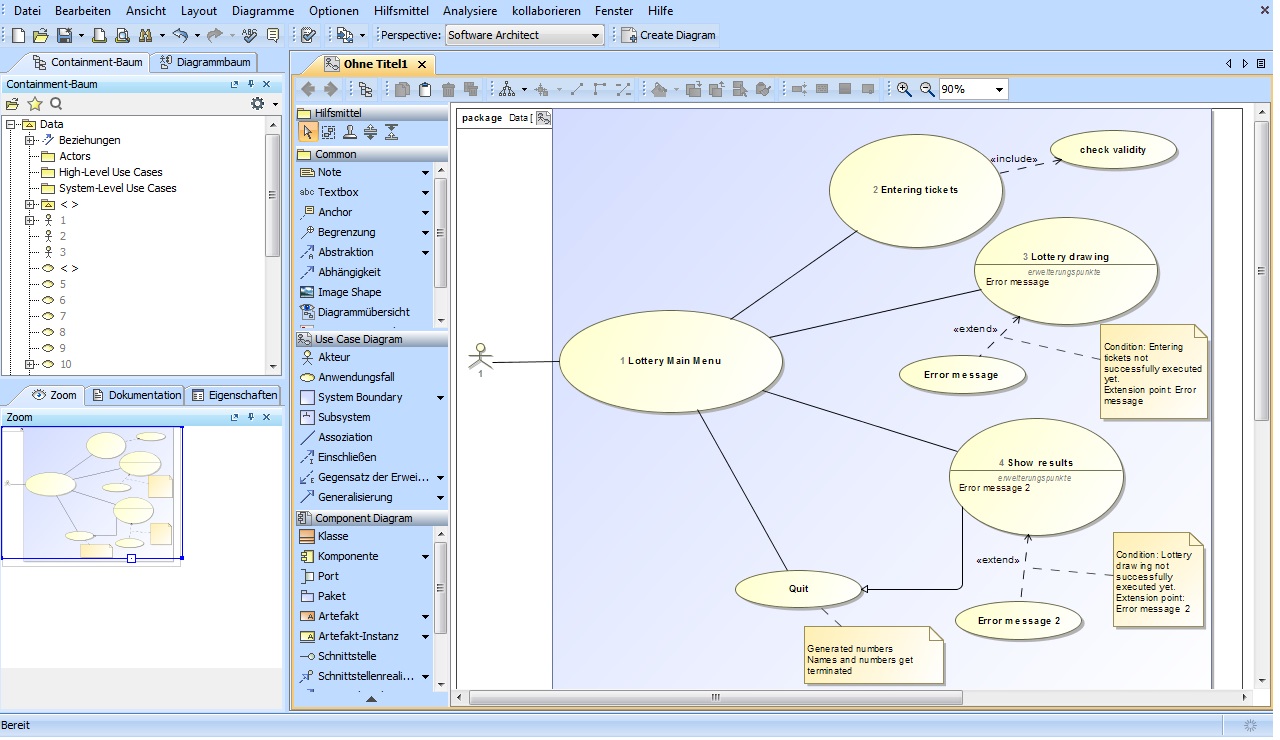 Datei Bearbeiten Ansicht Layout Diagramme Optionen Hilfsmittel Analysiere kollaborieren Fenster Hilfe
Perspective: Software Architect Create Diagram
Containment-Baum Diagrammbaum
Containment-Baum
Data
Beziehungen
Actors
High-Level Use Cases
System-Level Use Cases
< >
1
2
3
< >
5
6
7
8
9
10
Zoom Dokumentation Eigenschaften
Zoom
Ohne Titel1
90%
Hilfsmittel
Common
Note
abc Textbox
Anchor
Begrenzung
Abstraktion
Abhängigkeit
Image Shape
Diagrammübersicht
Use Case Diagram
Akteur
Anwendungsfall
System Boundary
Subsystem
Assoziation
Einschließen
Gegensatz der Erwei...
Generalisierung
Component Diagram
Klasse
Komponente
Port
Paket
Artefakt
Artefakt-Instanz
Schnittstelle
Schnittstellenreali...
package Data [
1
1 Lottery Main Menu
2 Entering tickets
«include»
check validity
3 Lottery drawing
erweiterungspunkte
Error message
«extend»
Error message
Condition: Entering
tickets not
successfully executed
yet.
Extension point: Error
message
4 Show results
erweiterungspunkte
Error message 2
«extend»
Error message 2
Condition: Lottery
drawing not
successfully
executed yet.
Extension point:
Error message 2
Quit
Generated numbers
Names and numbers get
terminated
Bereit